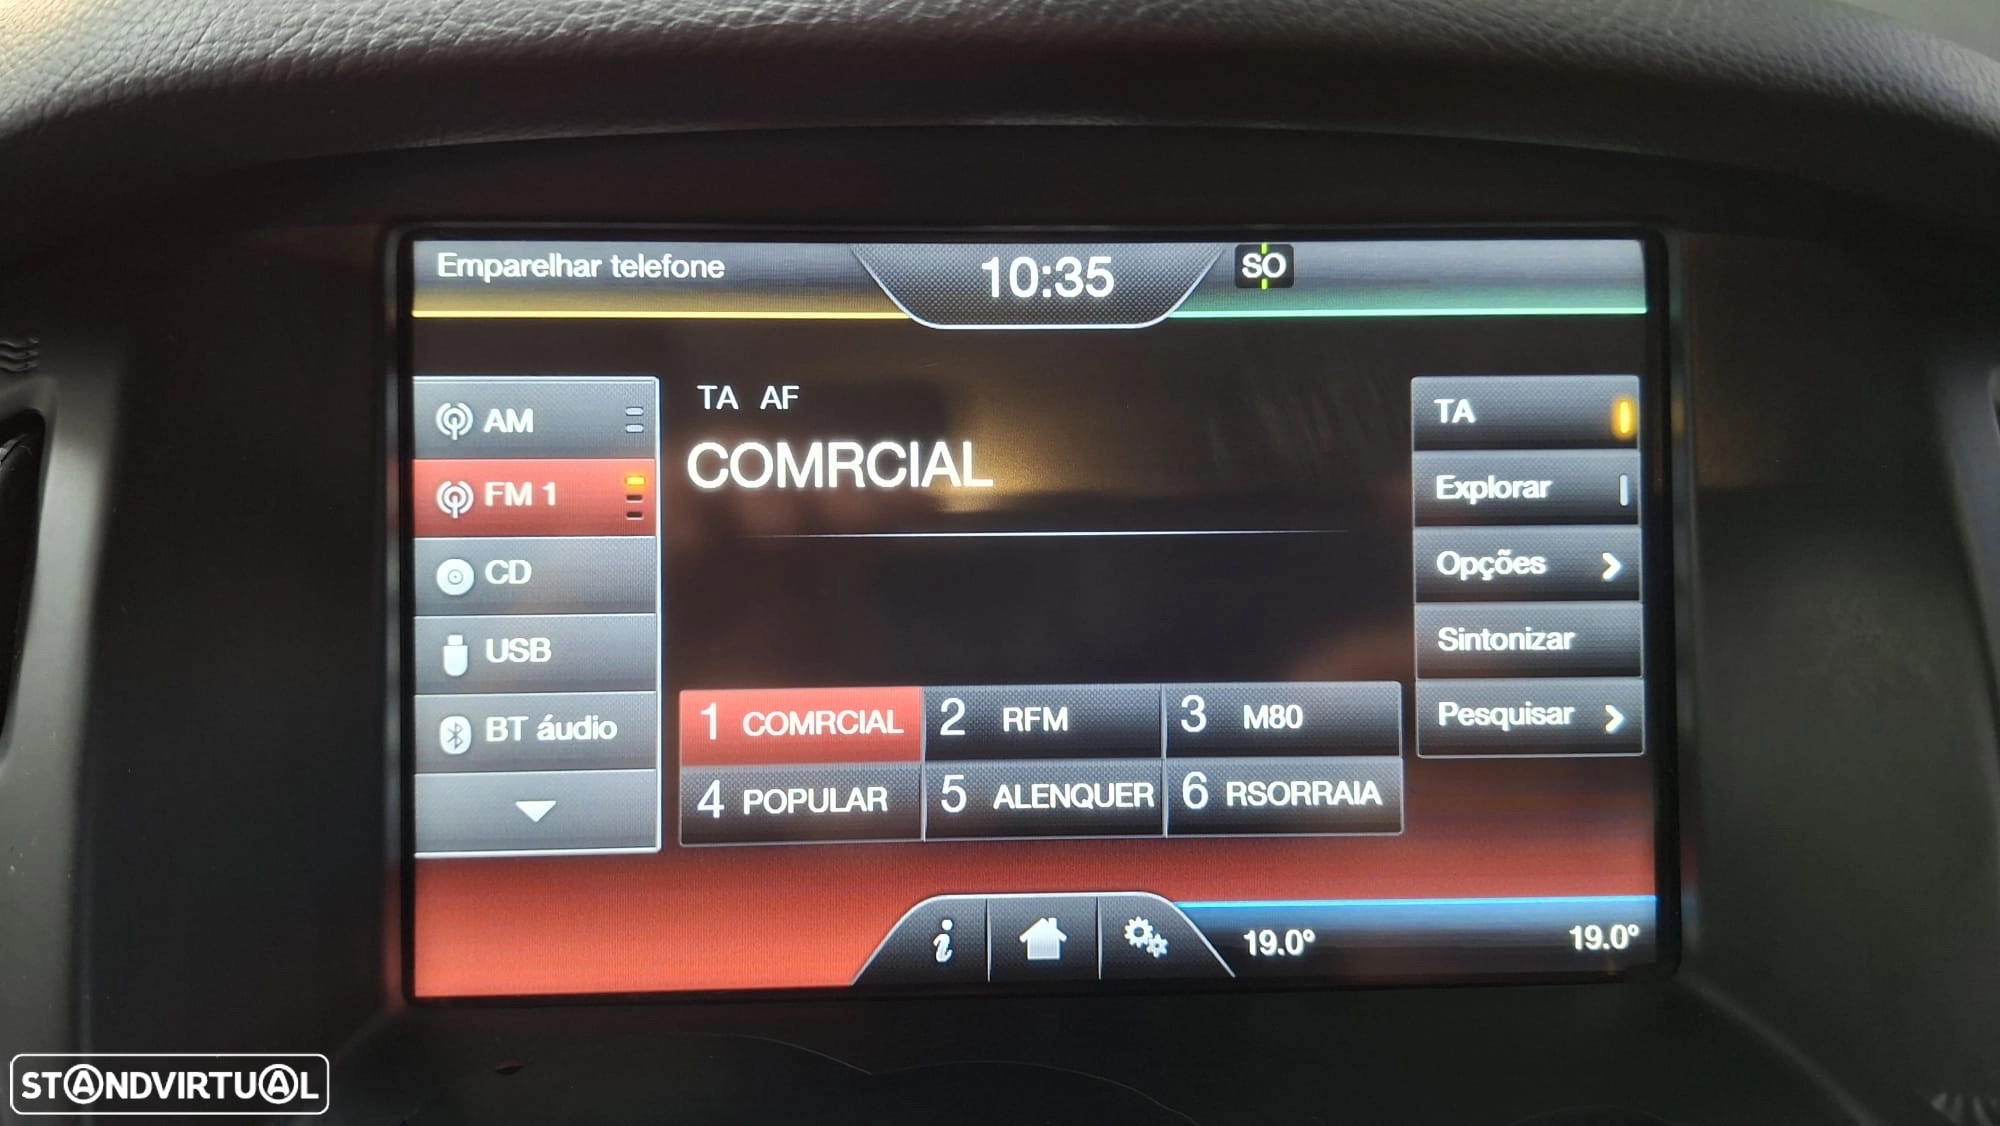 Emparelhar telefone
10:35
SO
AM
FM 1
CD
USB
BT áudio
TA AF
COMRCIAL
1 COMRCIAL
2 RFM
3 M80
4 POPULAR
5 ALENQUER
6 RSORRAIA
TA
Explorar
Opções
Sintonizar
Pesquisar
i
19.0°
19.0°
STANDVIRTUAL